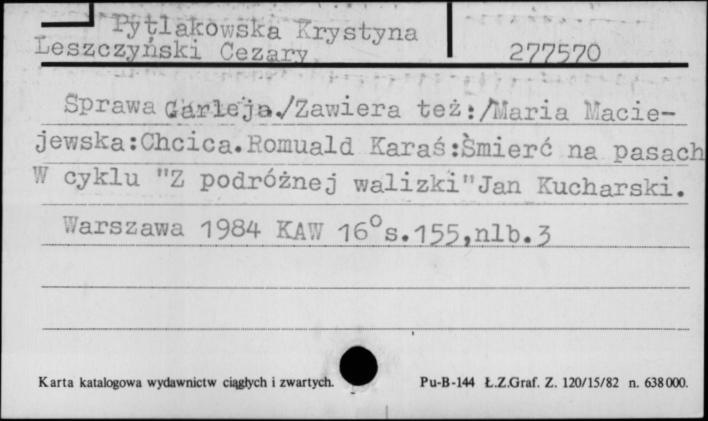 Pytlakowska Krystyna
Leszczyński Cezary
277570
Sprawa Garleja./Zawiera też:/Maria Macie-
jewska:Chcica.Romuald Karaś:Śmierć na pasach
W cyklu "Z podróżnej walizki"Jan Kucharski.
Warszawa 1984 KAW 16°s.155,nlb.3
Karta katalogowa wydawnictw ciągłych i zwartych.
Pu-B-144 Ł.Z.Graf. Z. 120/15/82 n. 638000.